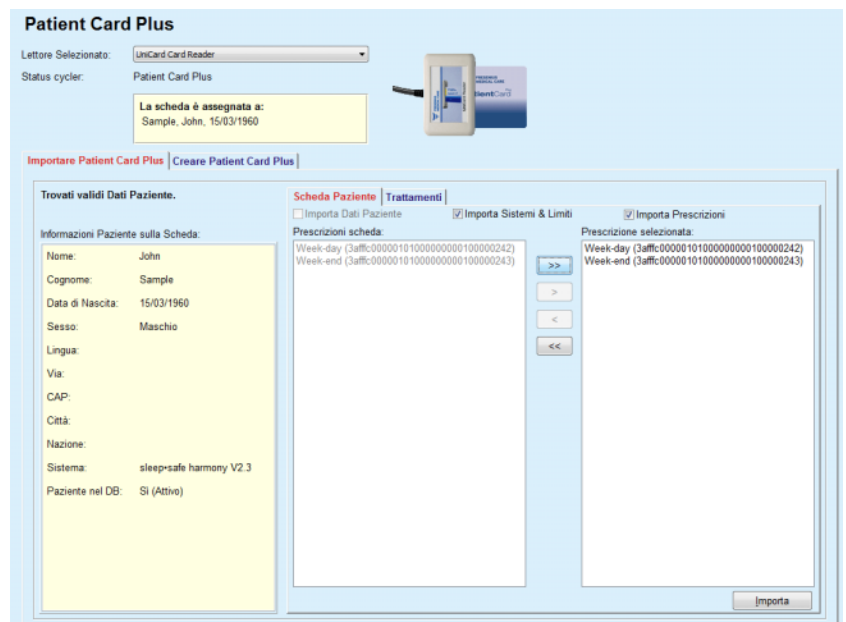 Patient Card Plus
Lettore Selezionato: UniCard Card Reader
Status cycler: Patient Card Plus
La scheda è assegnata a:
Sample, John, 15/03/1960
Importare Patient Card Plus Creare Patient Card Plus
Trovati validi Dati Paziente.
Informazioni Paziente sulla Scheda:
Nome: John
Cognome: Sample
Data di Nascita: 15/03/1960
Sesso: Maschio
Lingua:
Via:
CAP:
Città:
Nazione:
Sistema: sleep•safe harmony V2.3
Paziente nel DB: Sì (Attivo)
Scheda Paziente Trattamenti
Importa Dati Paziente Importa Sistemi & Limiti Importa Prescrizioni
Prescrizioni scheda:
Week-day (3afffc00000101000000000100000242)
Week-end (3afffc00000101000000000100000243)
>>
>
<
<<
Prescrizione selezionata:
Week-day (3afffc00000101000000000100000242)
Week-end (3afffc00000101000000000100000243)
Importa